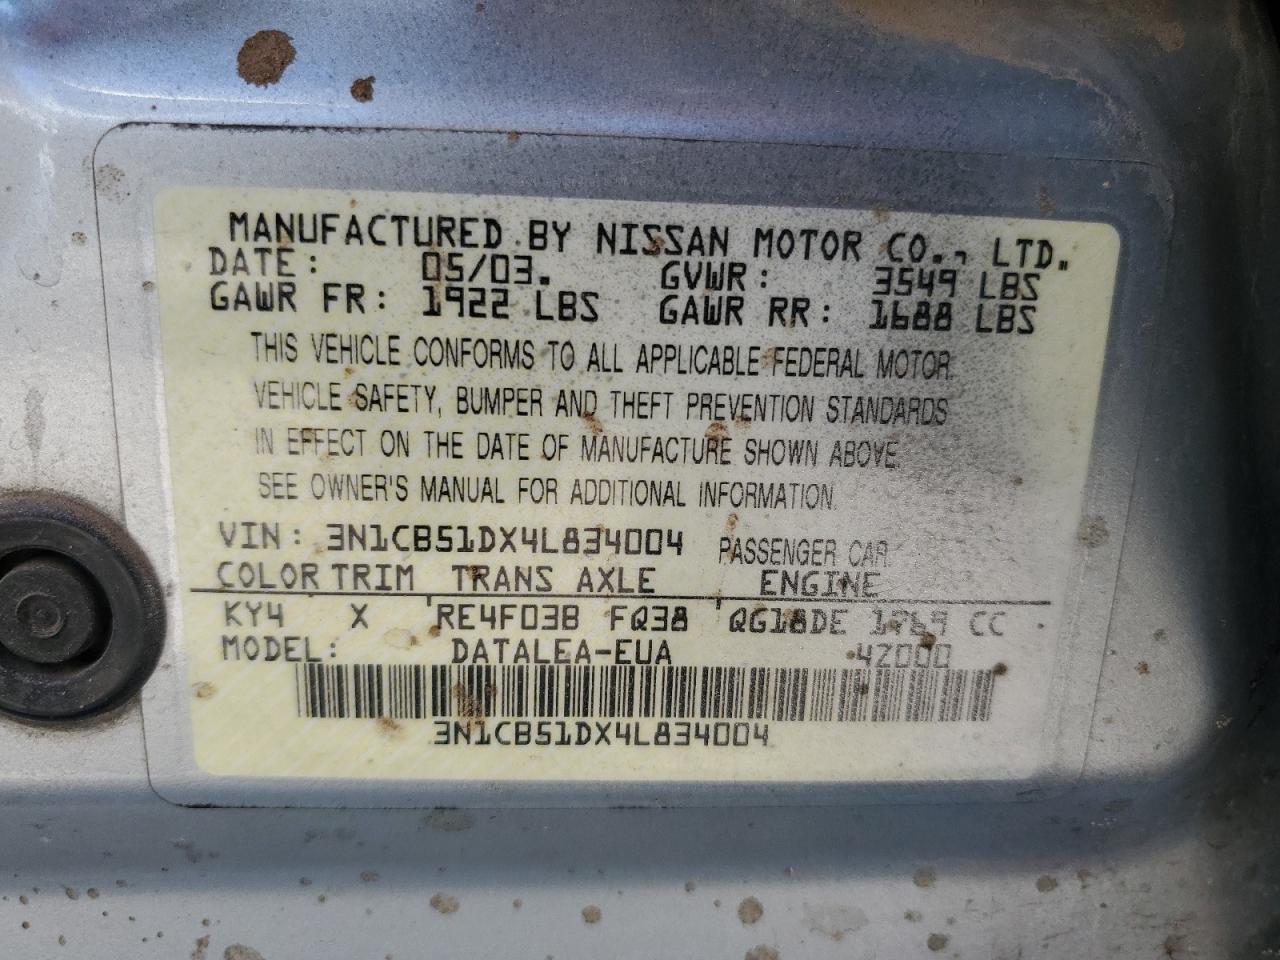 MANUFACTURED BY NISSAN MOTOR CO., LTD.
DATE: 05/03. GVWR: 3549 LBS
GAWR FR: 1922 LBS GAWR RR: 1688 LBS
THIS VEHICLE CONFORMS TO ALL APPLICABLE FEDERAL MOTOR
VEHICLE SAFETY, BUMPER AND THEFT PREVENTION STANDARDS
IN EFFECT ON THE DATE OF MANUFACTURE SHOWN ABOVE.
SEE OWNER'S MANUAL FOR ADDITIONAL INFORMATION.
VIN: 3N1CB51DX4L834004 PASSENGER CAR
COLOR TRIM TRANS AXLE ENGINE
KY4 X RE4F03B FQ38 QG18DE 1769 CC
MODEL: DATALEA-EUA 4Z000
3N1CB51DX4L834004